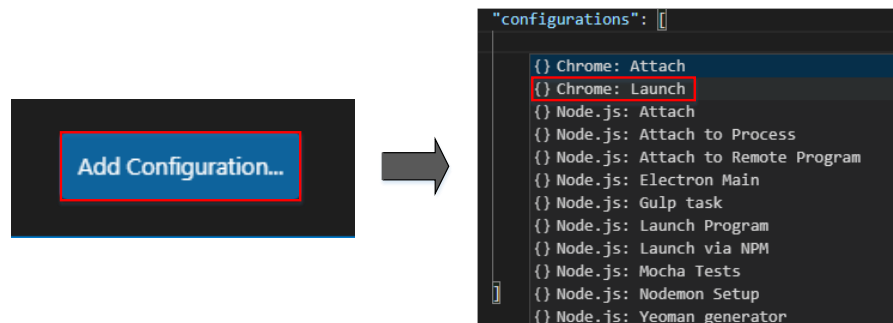 Add Configuration...
"configurations": [
{} Chrome: Attach
{} Chrome: Launch
{} Node.js: Attach
{} Node.js: Attach to Process
{} Node.js: Attach to Remote Program
{} Node.js: Electron Main
{} Node.js: Gulp task
{} Node.js: Launch Program
{} Node.js: Launch via NPM
{} Node.js: Mocha Tests
] {} Node.js: Nodemon Setup
{} Node.js: Yeoman generator